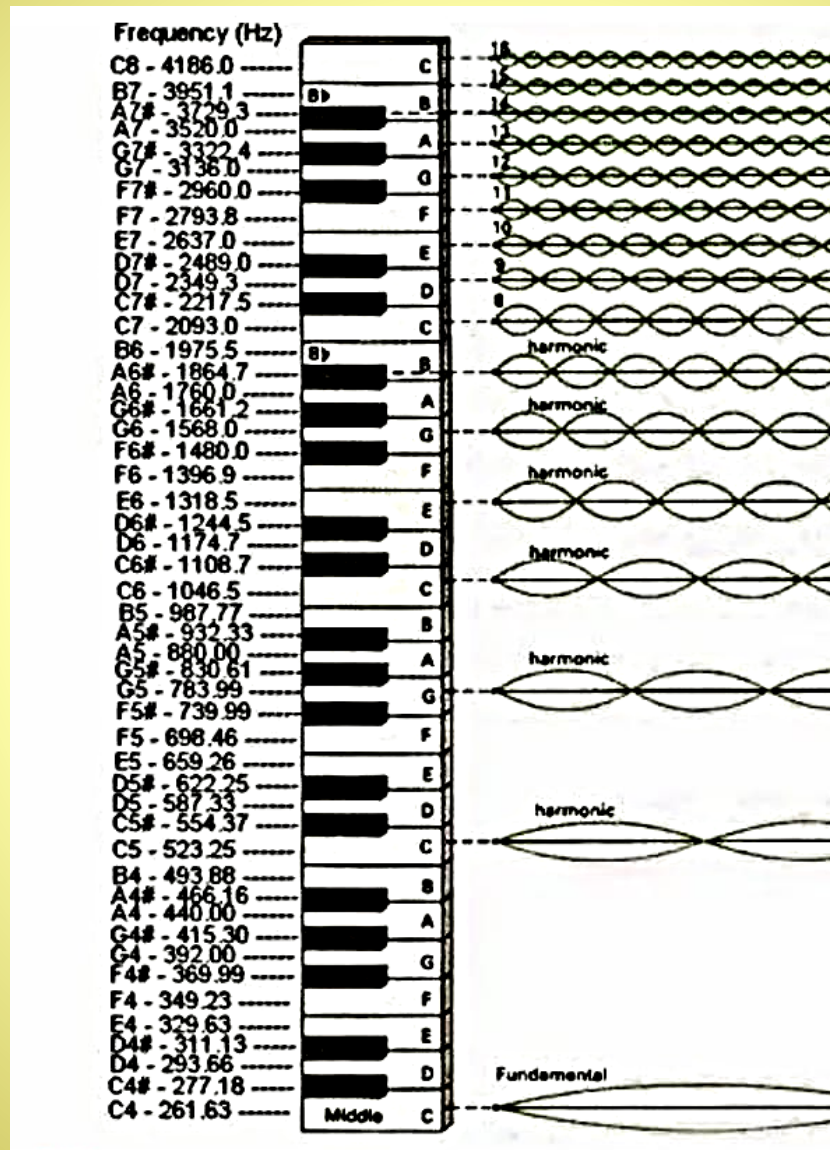 Frequency (Hz)
C8 - 4186.0
B7 - 3951.1
A7# - 3729.3
A7 - 3520.0
G7# - 3322.4
G7 - 3136.0
F7# - 2960.0
F7 - 2793.8
E7 - 2637.0
D7# - 2489.0
D7 - 2349.3
C7# - 2217.5
C7 - 2093.0
B6 - 1975.5
A6# - 1864.7
A6 - 1760.0
G6# - 1661.2
G6 - 1568.0
F6# - 1480.0
F6 - 1396.9
E6 - 1318.5
D6# - 1244.5
D6 - 1174.7
C6# - 1108.7
C6 - 1046.5
B5 - 987.77
A5# - 932.33
A5 - 880.00
G5# - 830.61
G5 - 783.99
F5# - 739.99
F5 - 698.46
E5 - 659.26
D5# - 622.25
D5 - 587.33
C5# - 554.37
C5 - 523.25
B4 - 493.88
A4# - 466.16
A4 - 440.00
G4# - 415.30
G4 - 392.00
F4# - 369.99
F4 - 349.23
E4 - 329.63
D4# - 311.13
D4 - 293.66
C4# - 277.18
C4 - 261.63
C
B♭
B
A
G
F
E
D
C
B♭
B
A
G
F
E
D
C
B
A
G
F
E
D
C
B
A
G
F
E
D
Middle C
16
15
14
13
12
11
10
9
8
harmonic
harmonic
harmonic
harmonic
harmonic
harmonic
Fundamental